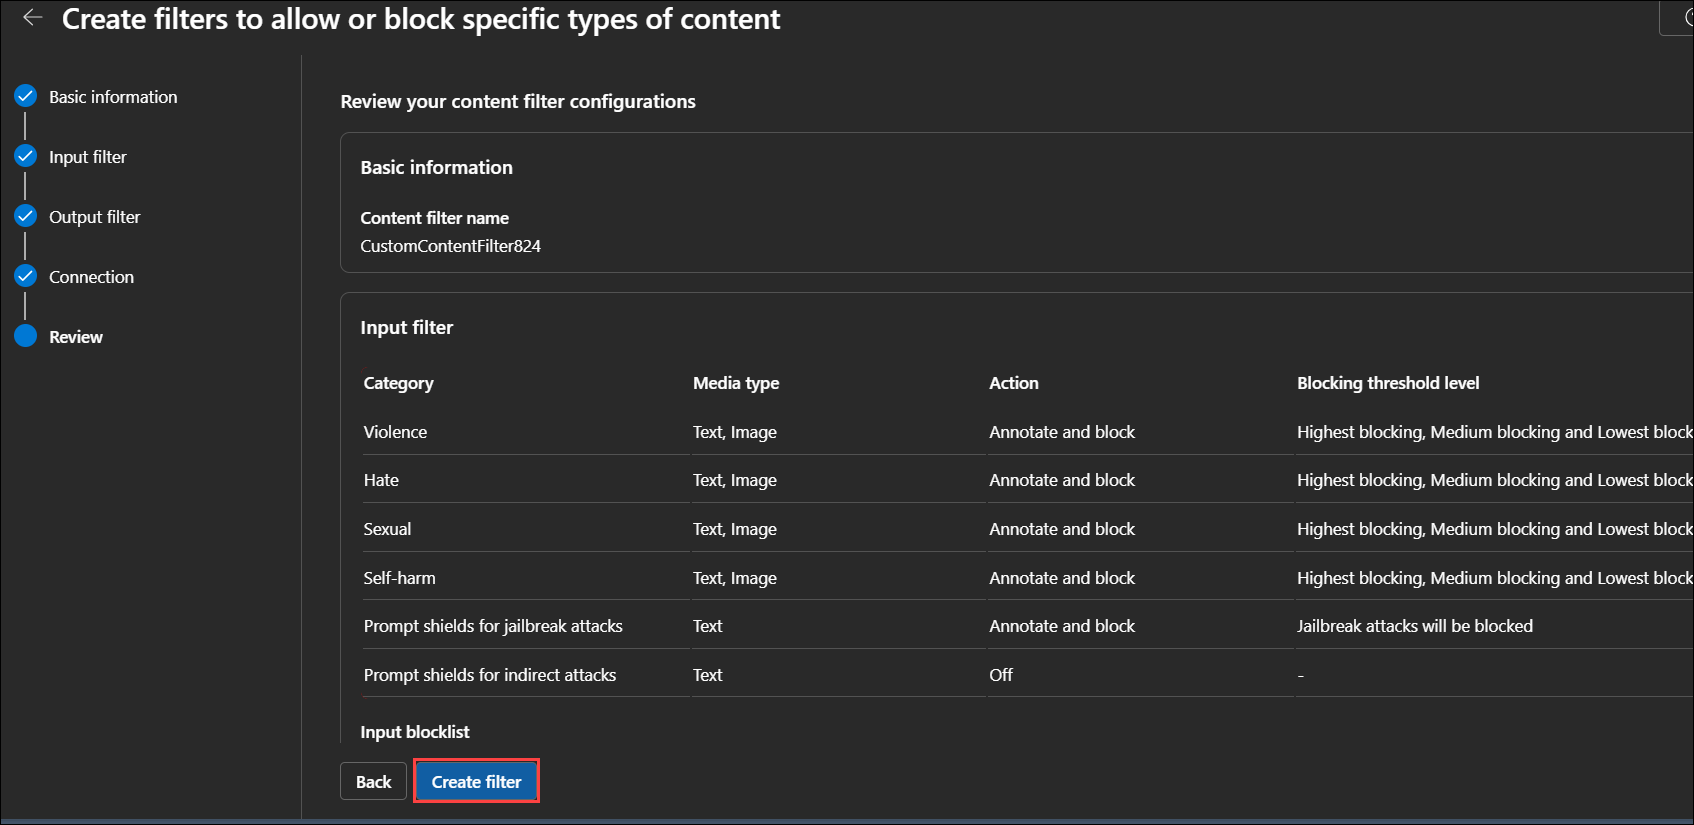 Create filters to allow or block specific types of content
Basic information
Input filter
Output filter
Connection
Review
Review your content filter configurations
Basic information
Content filter name
CustomContentFilter824
Input filter
Category Media type Action Blocking threshold level
Violence Text, Image Annotate and block Highest blocking, Medium blocking and Lowest block
Hate Text, Image Annotate and block Highest blocking, Medium blocking and Lowest block
Sexual Text, Image Annotate and block Highest blocking, Medium blocking and Lowest block
Self-harm Text, Image Annotate and block Highest blocking, Medium blocking and Lowest block
Prompt shields for jailbreak attacks Text Annotate and block Jailbreak attacks will be blocked
Prompt shields for indirect attacks Text Off -
Input blocklist
Back Create filter